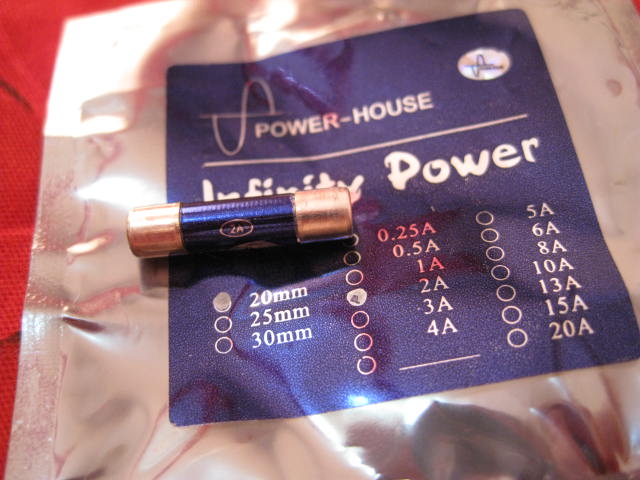 POWER-HOUSE
Infinity Power
2A
0.25A
0.5A
1A
2A
3A
4A
5A
6A
8A
10A
13A
15A
20A
20mm
25mm
30mm